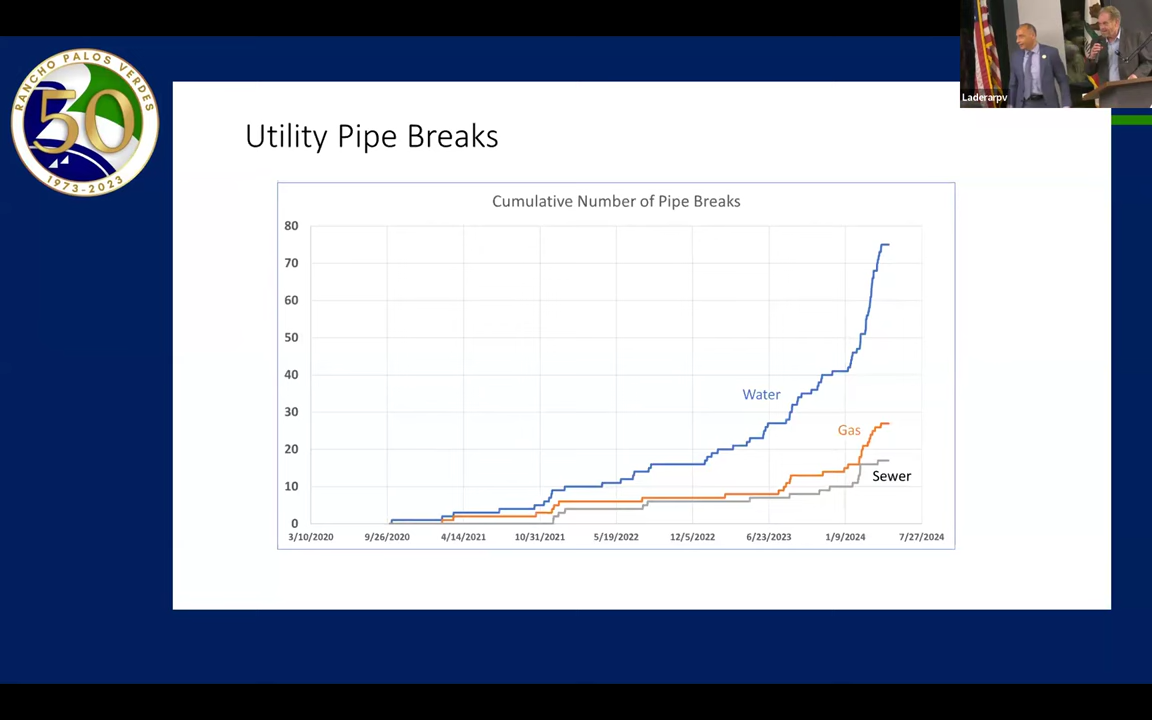 RANCHO PALOS VERDES
50
1973-2023
Laderarpv
Utility Pipe Breaks
Cumulative Number of Pipe Breaks
80
70
60
50
40
30
20
10
0
Water
Gas
Sewer
3/10/2020 9/26/2020 4/14/2021 10/31/2021 5/19/2022 12/5/2022 6/23/2023 1/9/2024 7/27/2024